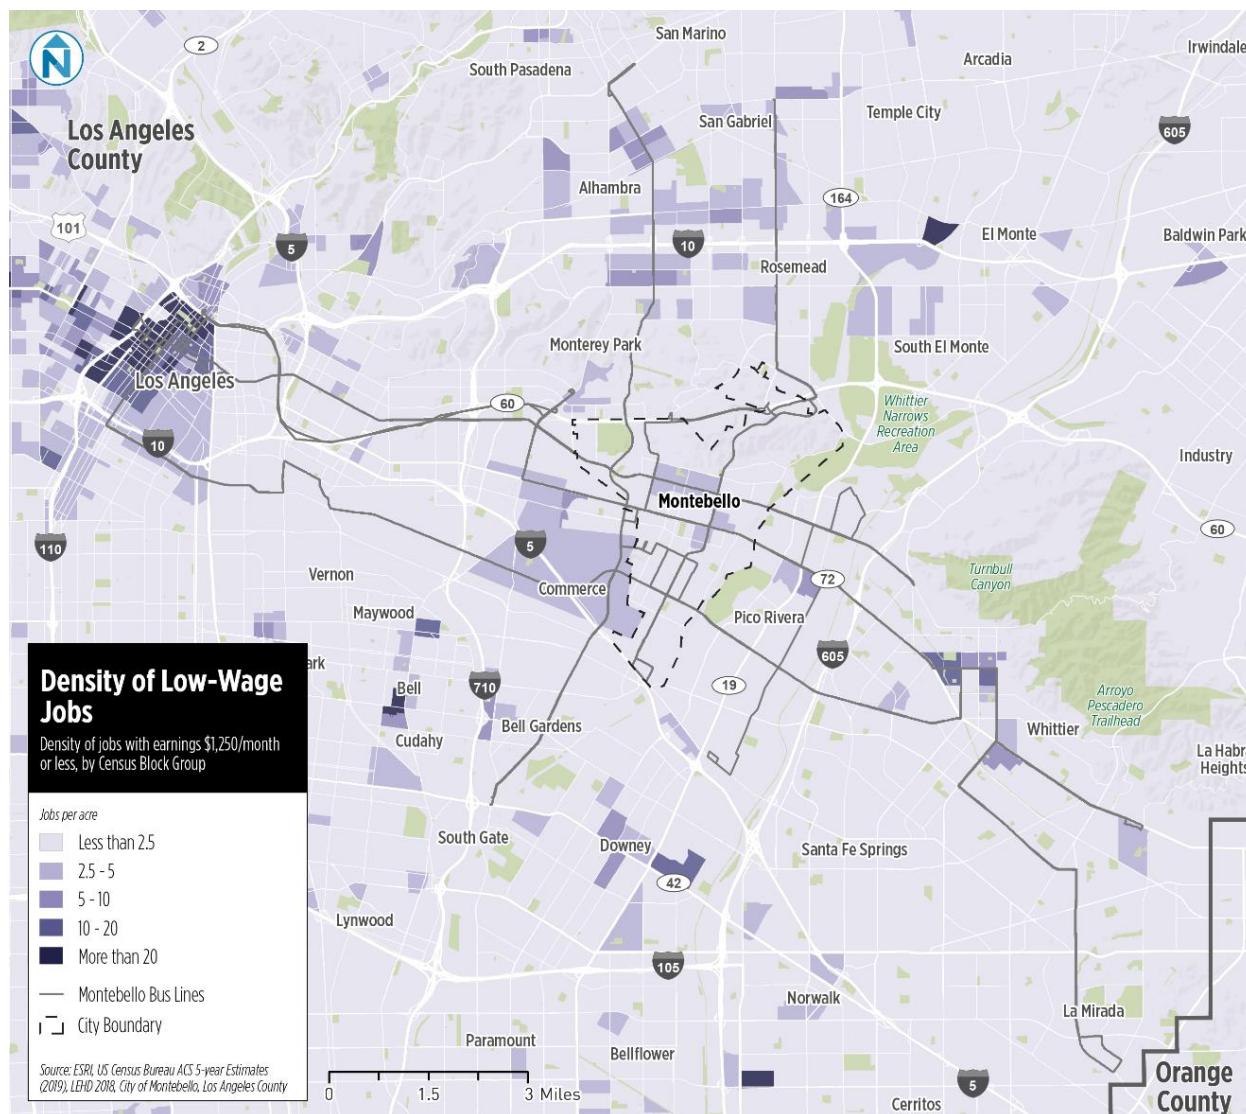 N
2
San Marino
Irwindale
South Pasadena
Arcadia
Los Angeles
County
San Gabriel
Temple City
605
Alhambra
164
101
5
10
El Monte
Baldwin Park
Rosemead
Monterey Park
South El Monte
Los Angeles
60
Whittier
Narrows
Recreation
Area
10
Industry
Montebello
110
5
60
Vernon
Commerce
72
Turnbull
Canyon
Maywood
Pico Rivera
605
ark
Bell
710
19
Arroyo
Pescadero
Trailhead
Bell Gardens
Cudahy
Whittier
La Habra
Heights
South Gate
Downey
Santa Fe Springs
42
Lynwood
105
Norwalk
La Mirada
Paramount
Bellflower
5
Orange
County
Cerritos
Density of Low-Wage
Jobs
Density of jobs with earnings $1,250/month
or less, by Census Block Group
Jobs per acre
Less than 2.5
2.5 - 5
5 - 10
10 - 20
More than 20
Montebello Bus Lines
City Boundary
Source: ESRI, US Census Bureau ACS 5-year Estimates
(2019), LEHD 2018, City of Montebello, Los Angeles County
0 1.5 3 Miles